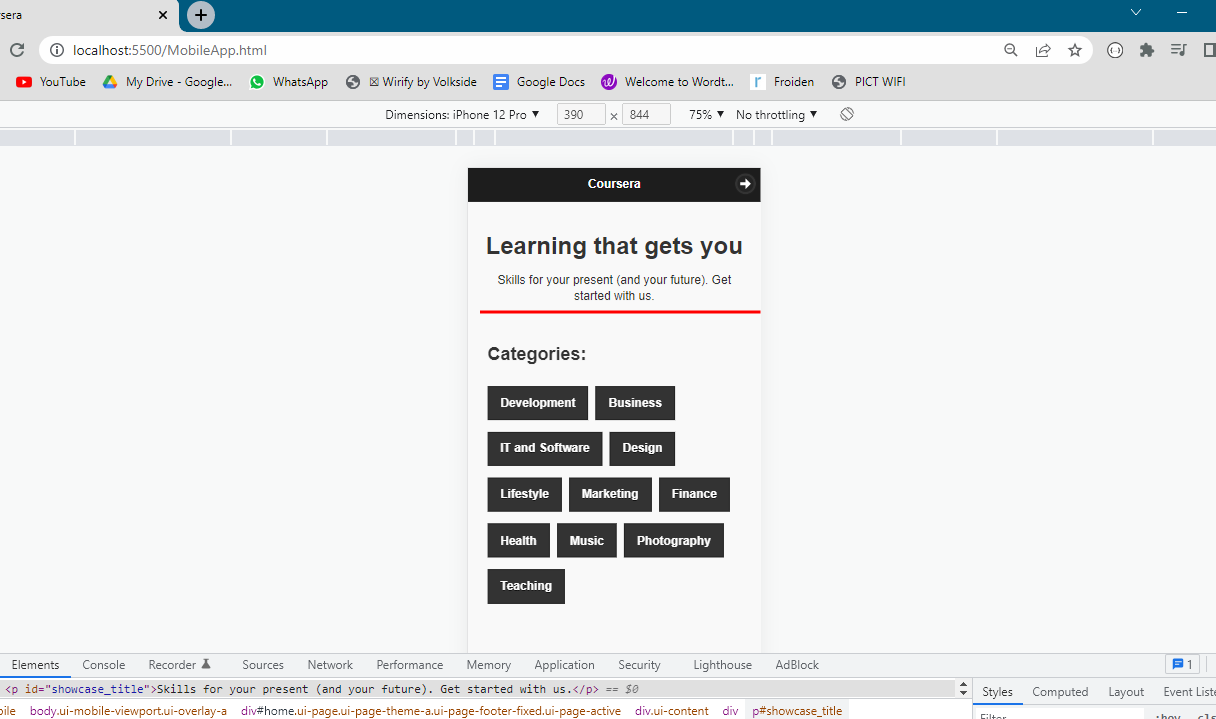 rsera
localhost:5500/MobileApp.html
YouTube My Drive - Google... WhatsApp ☒ Wirify by Volkside Google Docs Welcome to Wordt... Froiden PICT WIFI
Dimensions: iPhone 12 Pro ▼ 390 × 844 75% ▼ No throttling ▼
Coursera
Learning that gets you
Skills for your present (and your future). Get
started with us.
Categories:
Development Business
IT and Software Design
Lifestyle Marketing Finance
Health Music Photography
Teaching
Elements Console Recorder Sources Network Performance Memory Application Security Lighthouse AdBlock 1
<p id="showcase_title">Skills for your present (and your future). Get started with us.</p> == $0
Styles Computed Layout Event Liste
bile body.ui-mobile-viewport.ui-overlay-a div#home.ui-page.ui-page-theme-a.ui-page-footer-fixed.ui-page-active div.ui-content div p#showcase_title
Filter :hov .cls